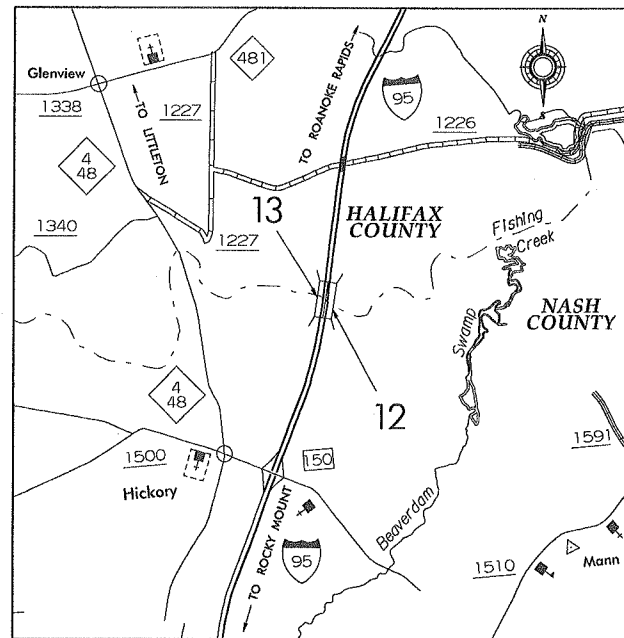 N
481
Glenview
1338
TO LITTLETON
1227
TO ROANOKE RAPIDS
95
1226
4
48
1340
1227
13
HALIFAX
COUNTY
Fishing
Creek
NASH
COUNTY
Swamp
4
48
12
1500
Hickory
150
1591
TO ROCKY MOUNT
95
Beaverdam
1510
Mann